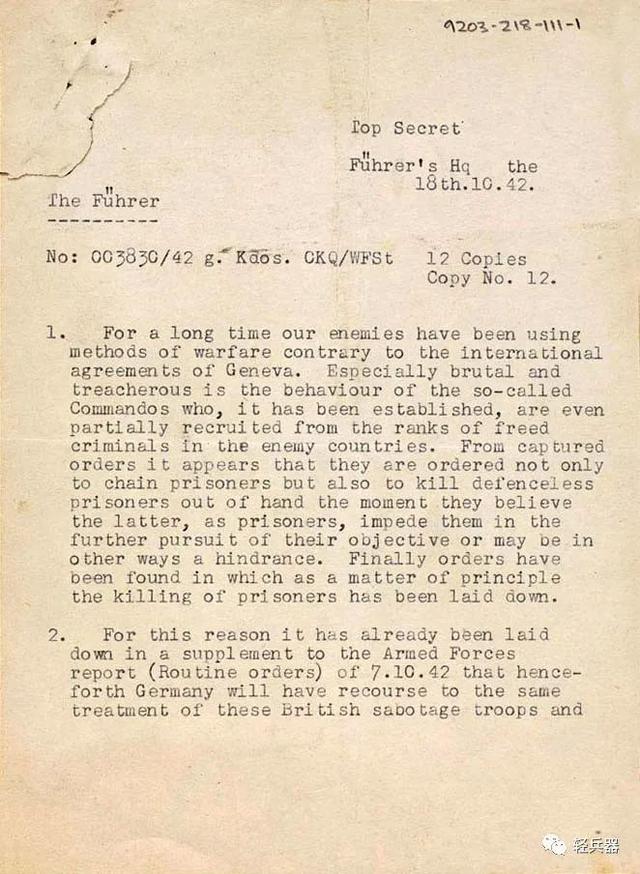 9203-218-111-1
Top Secret
Führer's Hq the
18th.10.42.
The Führer
----------
No: 003830/42 g. Kdos. OKQ/WFSt 12 Copies
Copy No. 12.
1. For a long time our enemies have been using
methods of warfare contrary to the international
agreements of Geneva. Especially brutal and
treacherous is the behaviour of the so-called
Commandos who, it has been established, are even
partially recruited from the ranks of freed
criminals in the enemy countries. From captured
orders it appears that they are ordered not only
to chain prisoners but also to kill defenceless
prisoners out of hand the moment they believe
the latter, as prisoners, impede them in the
further pursuit of their objective or may be in
other ways a hindrance. Finally orders have
been found in which as a matter of principle
the killing of prisoners has been laid down.
2. For this reason it has already been laid
down in a supplement to the Armed Forces
report (Routine orders) of 7.10.42 that hence-
forth Germany will have recourse to the same
treatment of these British sabotage troops and
轻兵器